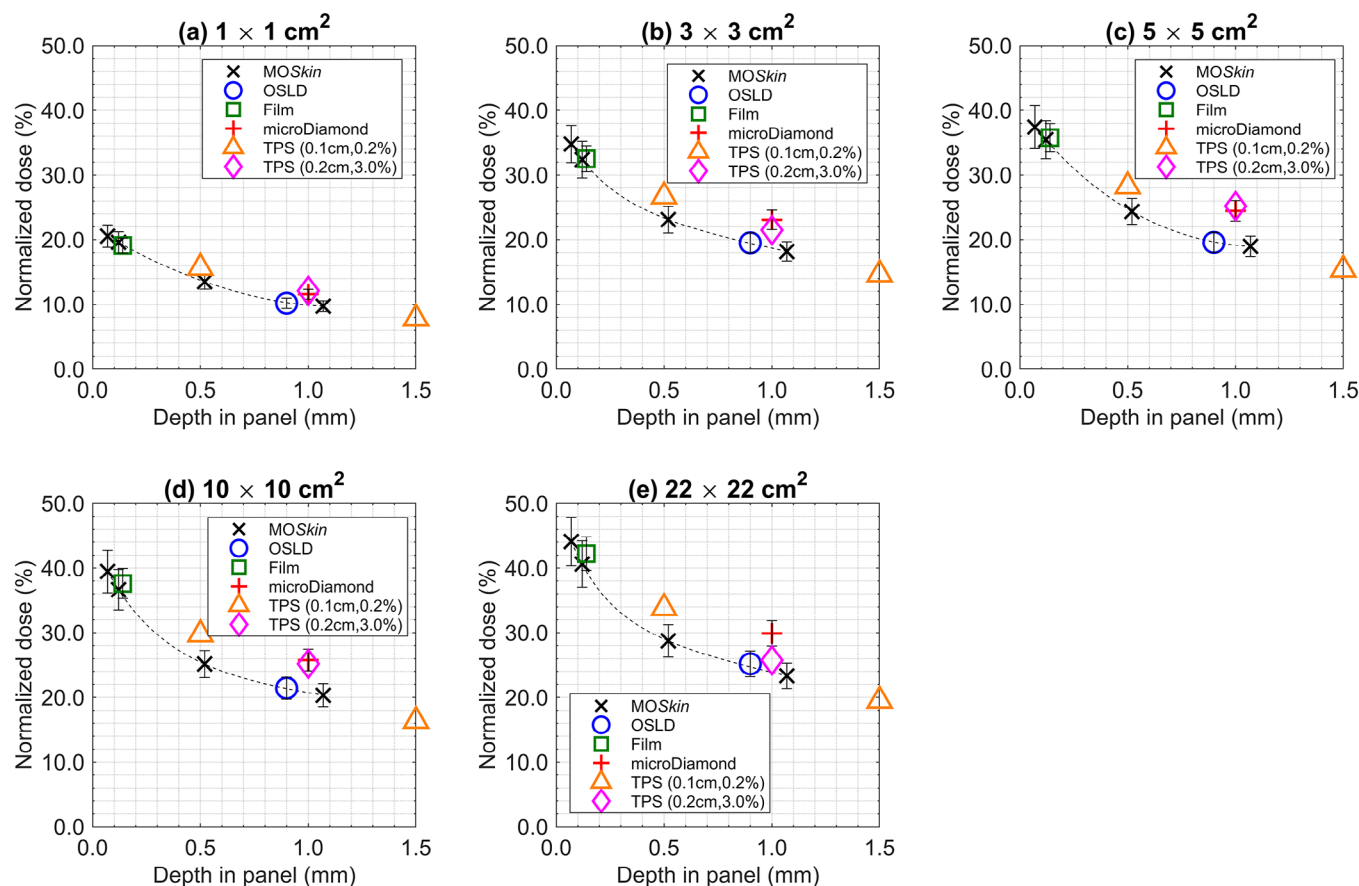 (a) 1 × 1 cm²
50.0
40.0
30.0
20.0
10.0
0.0
0.0
0.5
1.0
1.5
Normalized dose (%)
Depth in panel (mm)
MOSkin
OSLD
Film
microDiamond
TPS (0.1cm,0.2%)
TPS (0.2cm,3.0%)
(b) 3 × 3 cm²
50.0
40.0
30.0
20.0
10.0
0.0
0.0
0.5
1.0
1.5
Normalized dose (%)
Depth in panel (mm)
MOSkin
OSLD
Film
microDiamond
TPS (0.1cm,0.2%)
TPS (0.2cm,3.0%)
(c) 5 × 5 cm²
50.0
40.0
30.0
20.0
10.0
0.0
0.0
0.5
1.0
1.5
Normalized dose (%)
Depth in panel (mm)
MOSkin
OSLD
Film
microDiamond
TPS (0.1cm,0.2%)
TPS (0.2cm,3.0%)
(d) 10 × 10 cm²
50.0
40.0
30.0
20.0
10.0
0.0
0.0
0.5
1.0
1.5
Normalized dose (%)
Depth in panel (mm)
MOSkin
OSLD
Film
microDiamond
TPS (0.1cm,0.2%)
TPS (0.2cm,3.0%)
(e) 22 × 22 cm²
50.0
40.0
30.0
20.0
10.0
0.0
0.0
0.5
1.0
1.5
Normalized dose (%)
Depth in panel (mm)
MOSkin
OSLD
Film
microDiamond
TPS (0.1cm,0.2%)
TPS (0.2cm,3.0%)